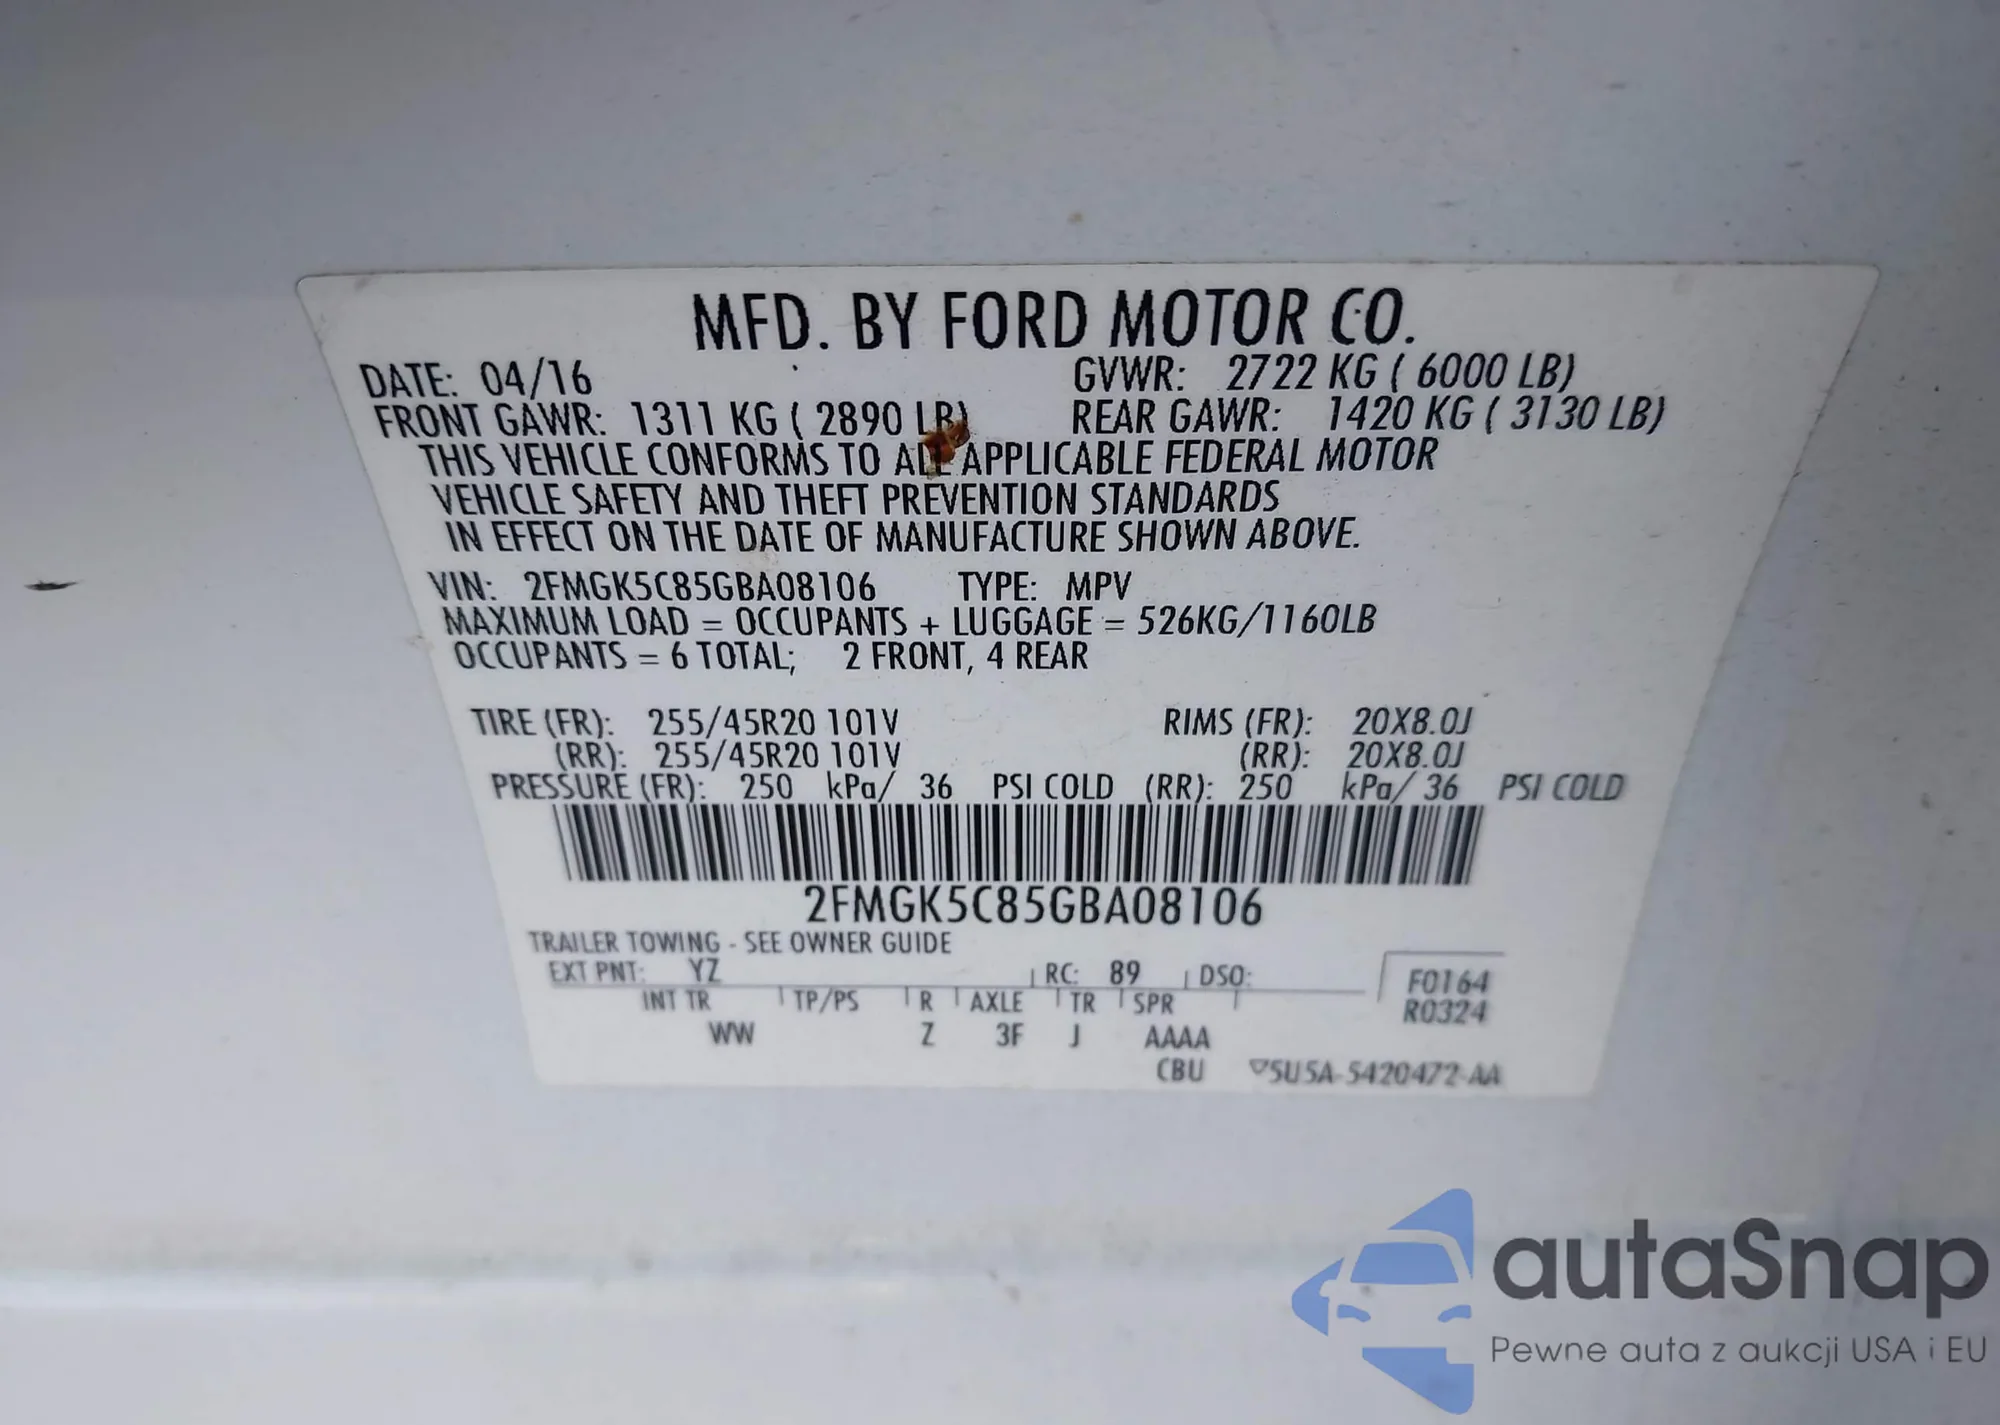 MFD. BY FORD MOTOR CO.
DATE: 04/16 GVWR: 2722 KG ( 6000 LB)
FRONT GAWR: 1311 KG ( 2890 LB) REAR GAWR: 1420 KG ( 3130 LB)
THIS VEHICLE CONFORMS TO ALL APPLICABLE FEDERAL MOTOR
VEHICLE SAFETY AND THEFT PREVENTION STANDARDS
IN EFFECT ON THE DATE OF MANUFACTURE SHOWN ABOVE.
VIN: 2FMGK5C85GBA08106 TYPE: MPV
MAXIMUM LOAD = OCCUPANTS + LUGGAGE = 526KG/1160LB
OCCUPANTS = 6 TOTAL; 2 FRONT, 4 REAR
TIRE (FR): 255/45R20 101V RIMS (FR): 20X8.0J
(RR): 255/45R20 101V (RR): 20X8.0J
PRESSURE (FR): 250 kPa/ 36 PSI COLD (RR): 250 kPa/ 36 PSI COLD
2FMGK5C85GBA08106
TRAILER TOWING - SEE OWNER GUIDE
EXT PNT: YZ RC: 89 DSO: F0164
INT TR TP/PS R AXLE TR SPR R0324
WW Z 3F J AAAA
CBU 5U5A-5420472-AA
autaSnap
Pewne auta z aukcji USA i EU